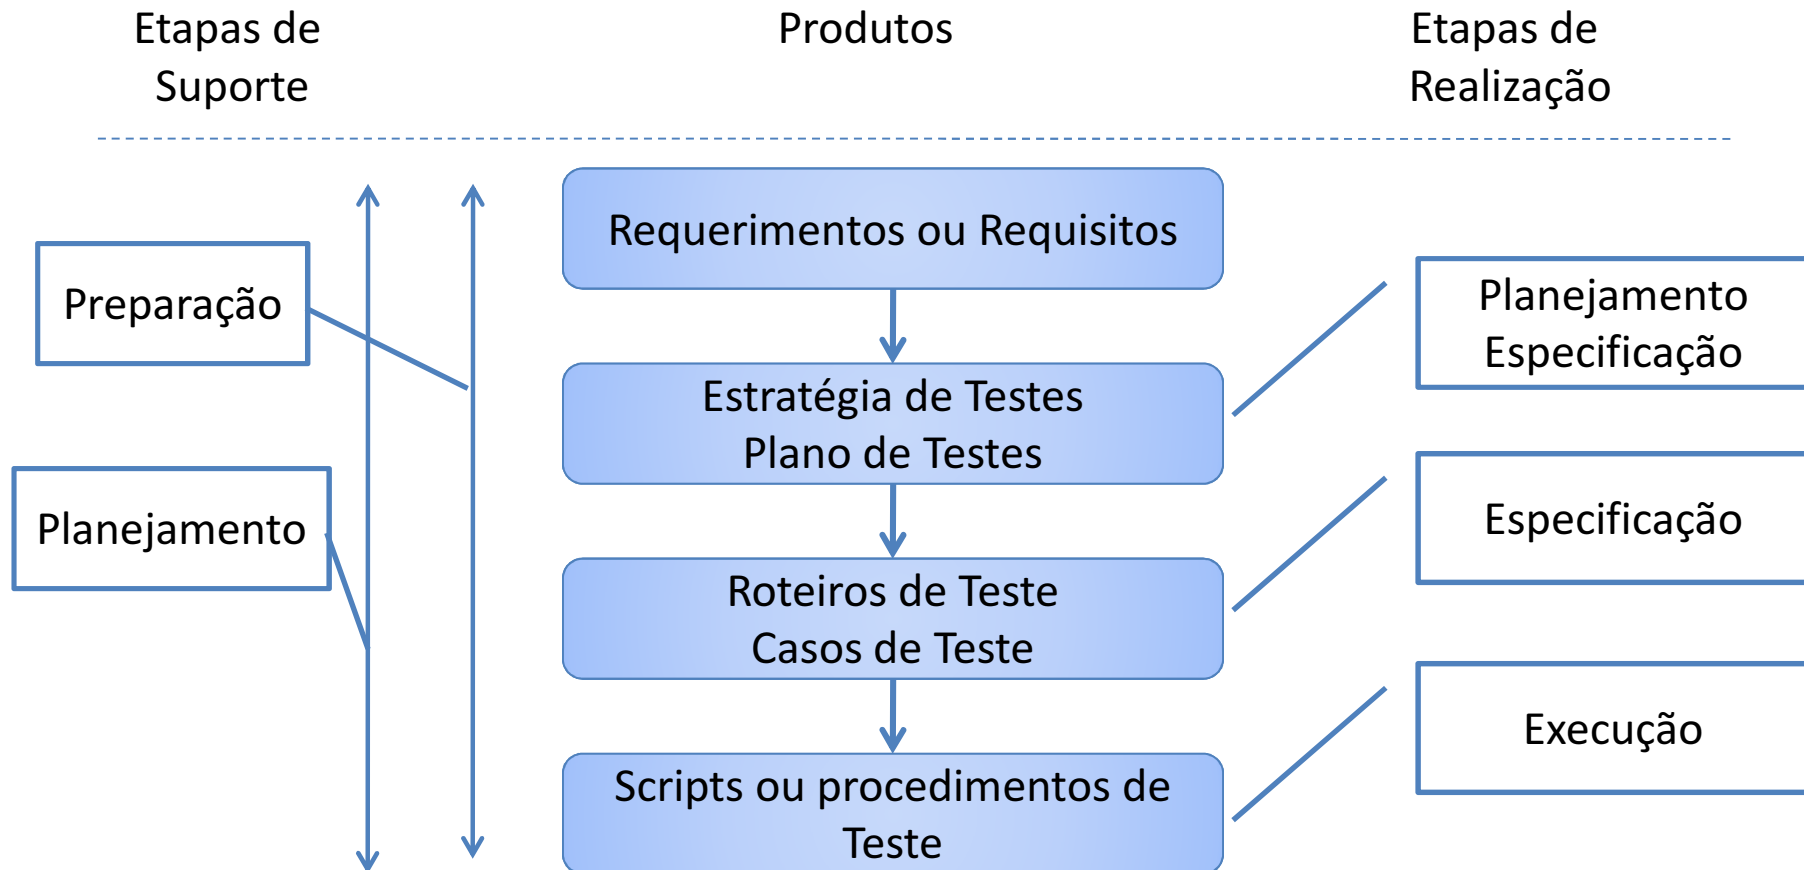 Etapas de
Suporte
Produtos
Etapas de
Realização
Requerimentos ou Requisitos
Preparação
Planejamento
Especificação
Estratégia de Testes
Plano de Testes
Planejamento
Especificação
Roteiros de Teste
Casos de Teste
Execução
Scripts ou procedimentos de
Teste